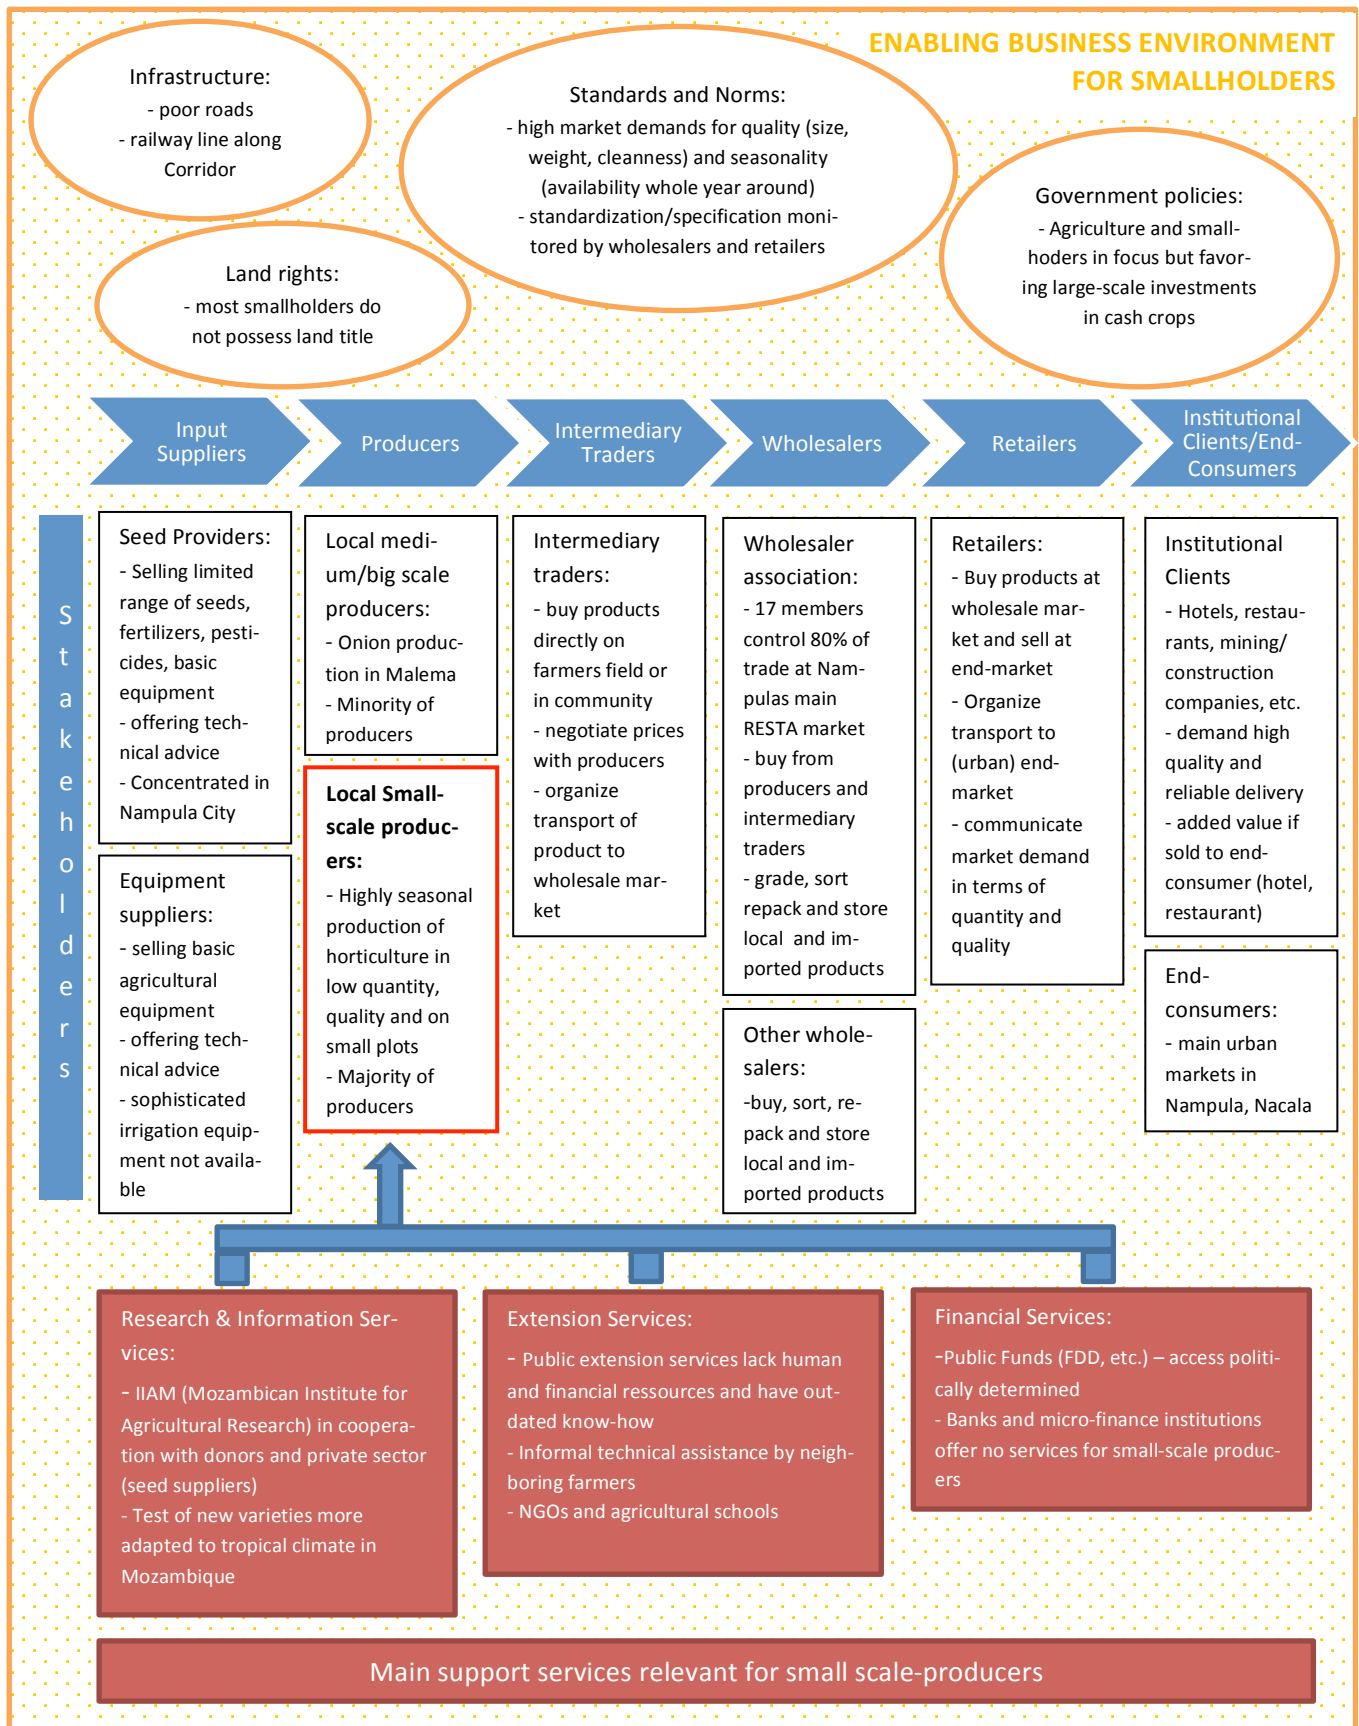 ENABLING BUSINESS ENVIRONMENT
FOR SMALLHOLDERS
Infrastructure:
- poor roads
- railway line along
Corridor
Standards and Norms:
- high market demands for quality (size,
weight, cleanness) and seasonality
(availability whole year around)
- standardization/specification moni-
tored by wholesalers and retailers
Government policies:
- Agriculture and small-
hoders in focus but favor-
ing large-scale investments
in cash crops
Land rights:
- most smallholders do
not possess land title
Input
Suppliers
Producers
Intermediary
Traders
Wholesalers
Retailers
Institutional
Clients/End-
Consumers
Stakeholders
Seed Providers:
- Selling limited
range of seeds,
fertilizers, pesti-
cides, basic
equipment
- offering tech-
nical advice
- Concentrated in
Nampula City
Equipment
suppliers:
- selling basic
agricultural
equipment
- offering tech-
nical advice
- sophisticated
irrigation equip-
ment not availa-
ble
Local medi-
um/big scale
producers:
- Onion produc-
tion in Malema
- Minority of
producers
Local Small-
scale produc-
ers:
- Highly seasonal
production of
horticulture in
low quantity,
quality and on
small plots
- Majority of
producers
Intermediary
traders:
- buy products
directly on
farmers field or
in community
- negotiate prices
with producers
- organize
transport of
product to
wholesale mar-
ket
Wholesaler
association:
- 17 members
control 80% of
trade at Nam-
pulas main
RESTA market
- buy from
producers and
intermediary
traders
- grade, sort
repack and store
local and im-
ported products
Other whole-
salers:
-buy, sort, re-
pack and store
local and im-
ported products
Retailers:
- Buy products at
wholesale mar-
ket and sell at
end-market
- Organize
transport to
(urban) end-
market
- communicate
market demand
in terms of
quantity and
quality
Institutional
Clients
- Hotels, restau-
rants, mining/
construction
companies, etc.
- demand high
quality and
reliable delivery
- added value if
sold to end-
consumer (hotel,
restaurant)
End-
consumers:
- main urban
markets in
Nampula, Nacala
Research & Information Ser-
vices:
- IIAM (Mozambican Institute for
Agricultural Research) in coopera-
tion with donors and private sector
(seed suppliers)
- Test of new varieties more
adapted to tropical climate in
Mozambique
Extension Services:
- Public extension services lack human
and financial ressources and have out-
dated know-how
- Informal technical assistance by neigh-
boring farmers
- NGOs and agricultural schools
Financial Services:
-Public Funds (FDD, etc.) – access politi-
cally determined
- Banks and micro-finance institutions
offer no services for small-scale produc-
ers
Main support services relevant for small scale-producers